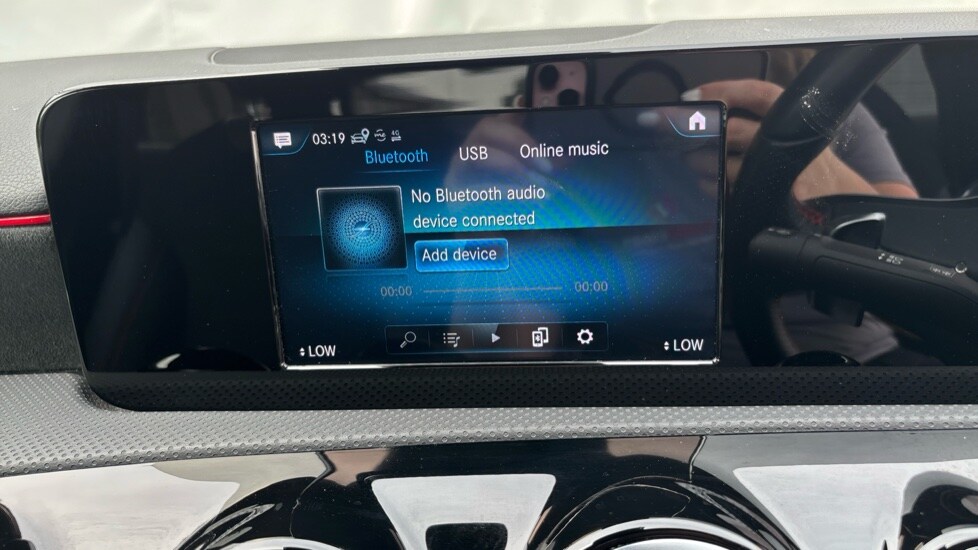 03:19 4G
Bluetooth USB Online music
No Bluetooth audio
device connected
Add device
00:00 00:00
LOW LOW